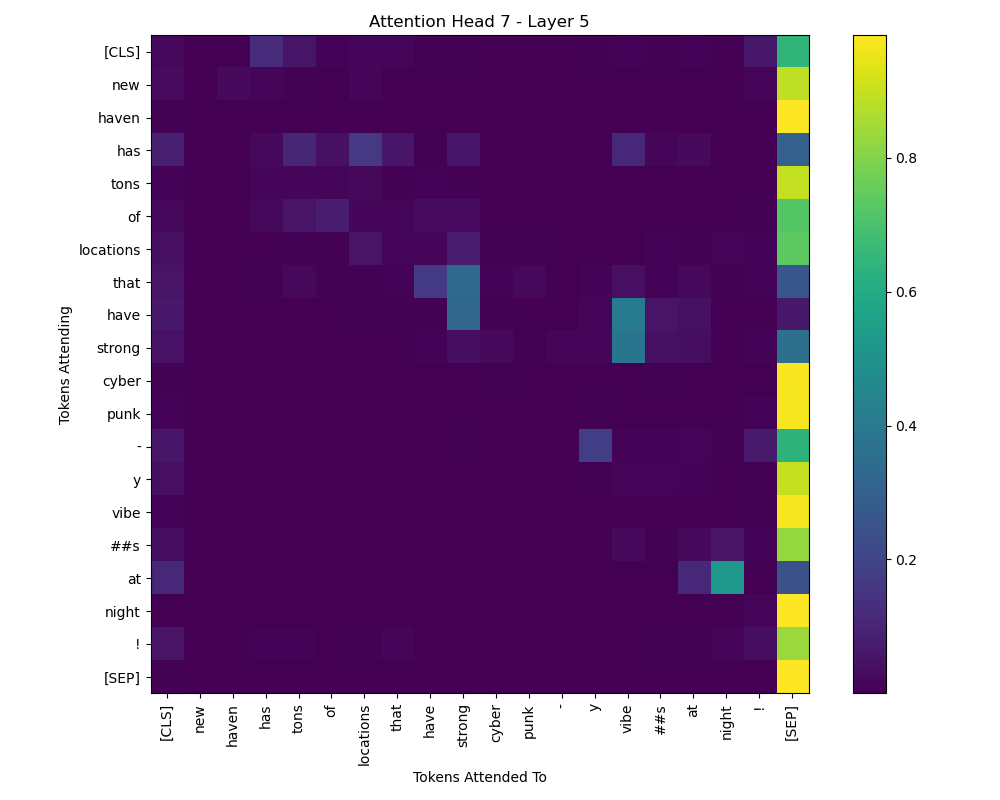 Attention Head 7 - Layer 5
Tokens Attending
[CLS]
new
haven
has
tons
of
locations
that
have
strong
cyber
punk
-
y
vibe
##s
at
night
!
[SEP]
[CLS]
new
haven
has
tons
of
locations
that
have
strong
cyber
punk
-
y
vibe
##s
at
night
!
[SEP]
Tokens Attended To
0.8
0.6
0.4
0.2